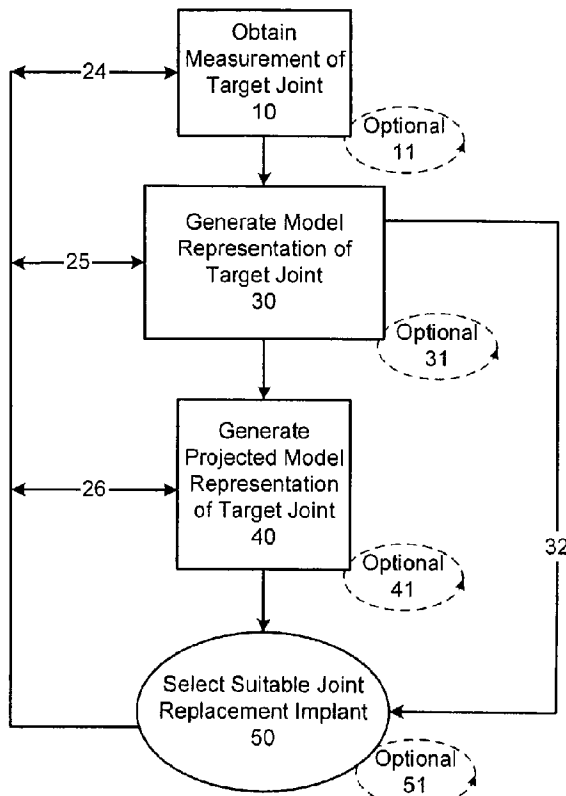 Obtain
Measurement of
Target Joint
10
24
Optional
11
Generate Model
Representation of
Target Joint
30
25
Optional
31
Generate
Projected Model
Representation
of Target Joint
40
26
32
Optional
41
Select Suitable Joint
Replacement Implant
50
Optional
51